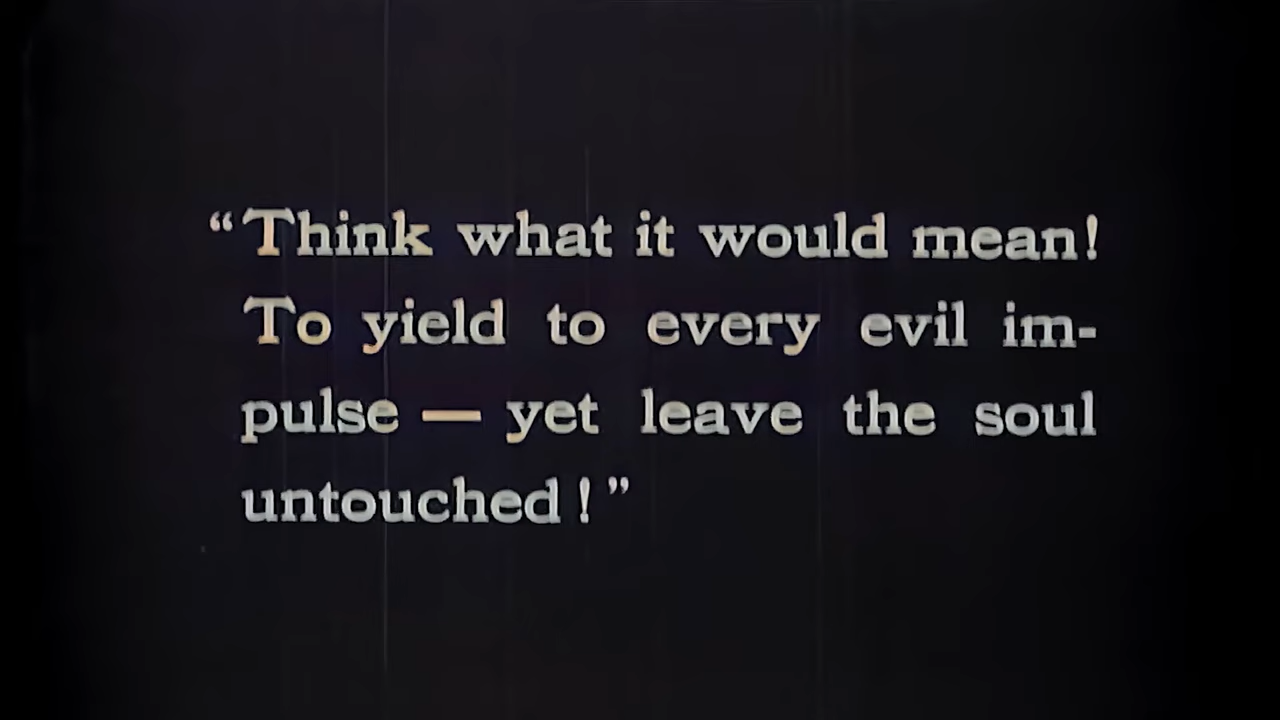 “Think what it would mean!
To yield to every evil im-
pulse — yet leave the soul
untouched!”